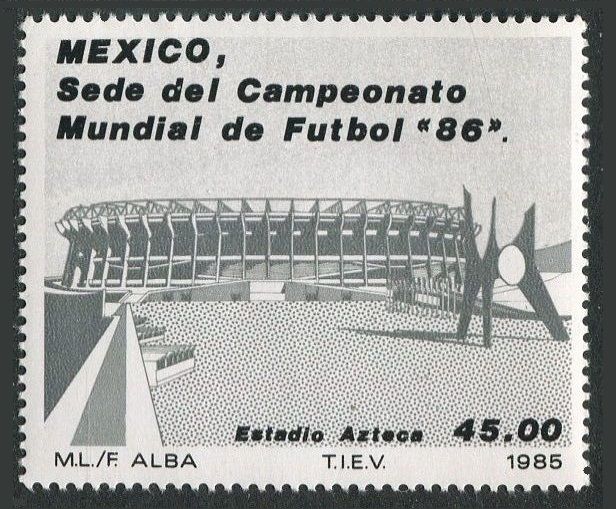 MEXICO,
Sede del Campeonato
Mundial de Futbol "86".
Estadio Azteca 45.00
M.L./F. ALBA T.I.E.V. 1985